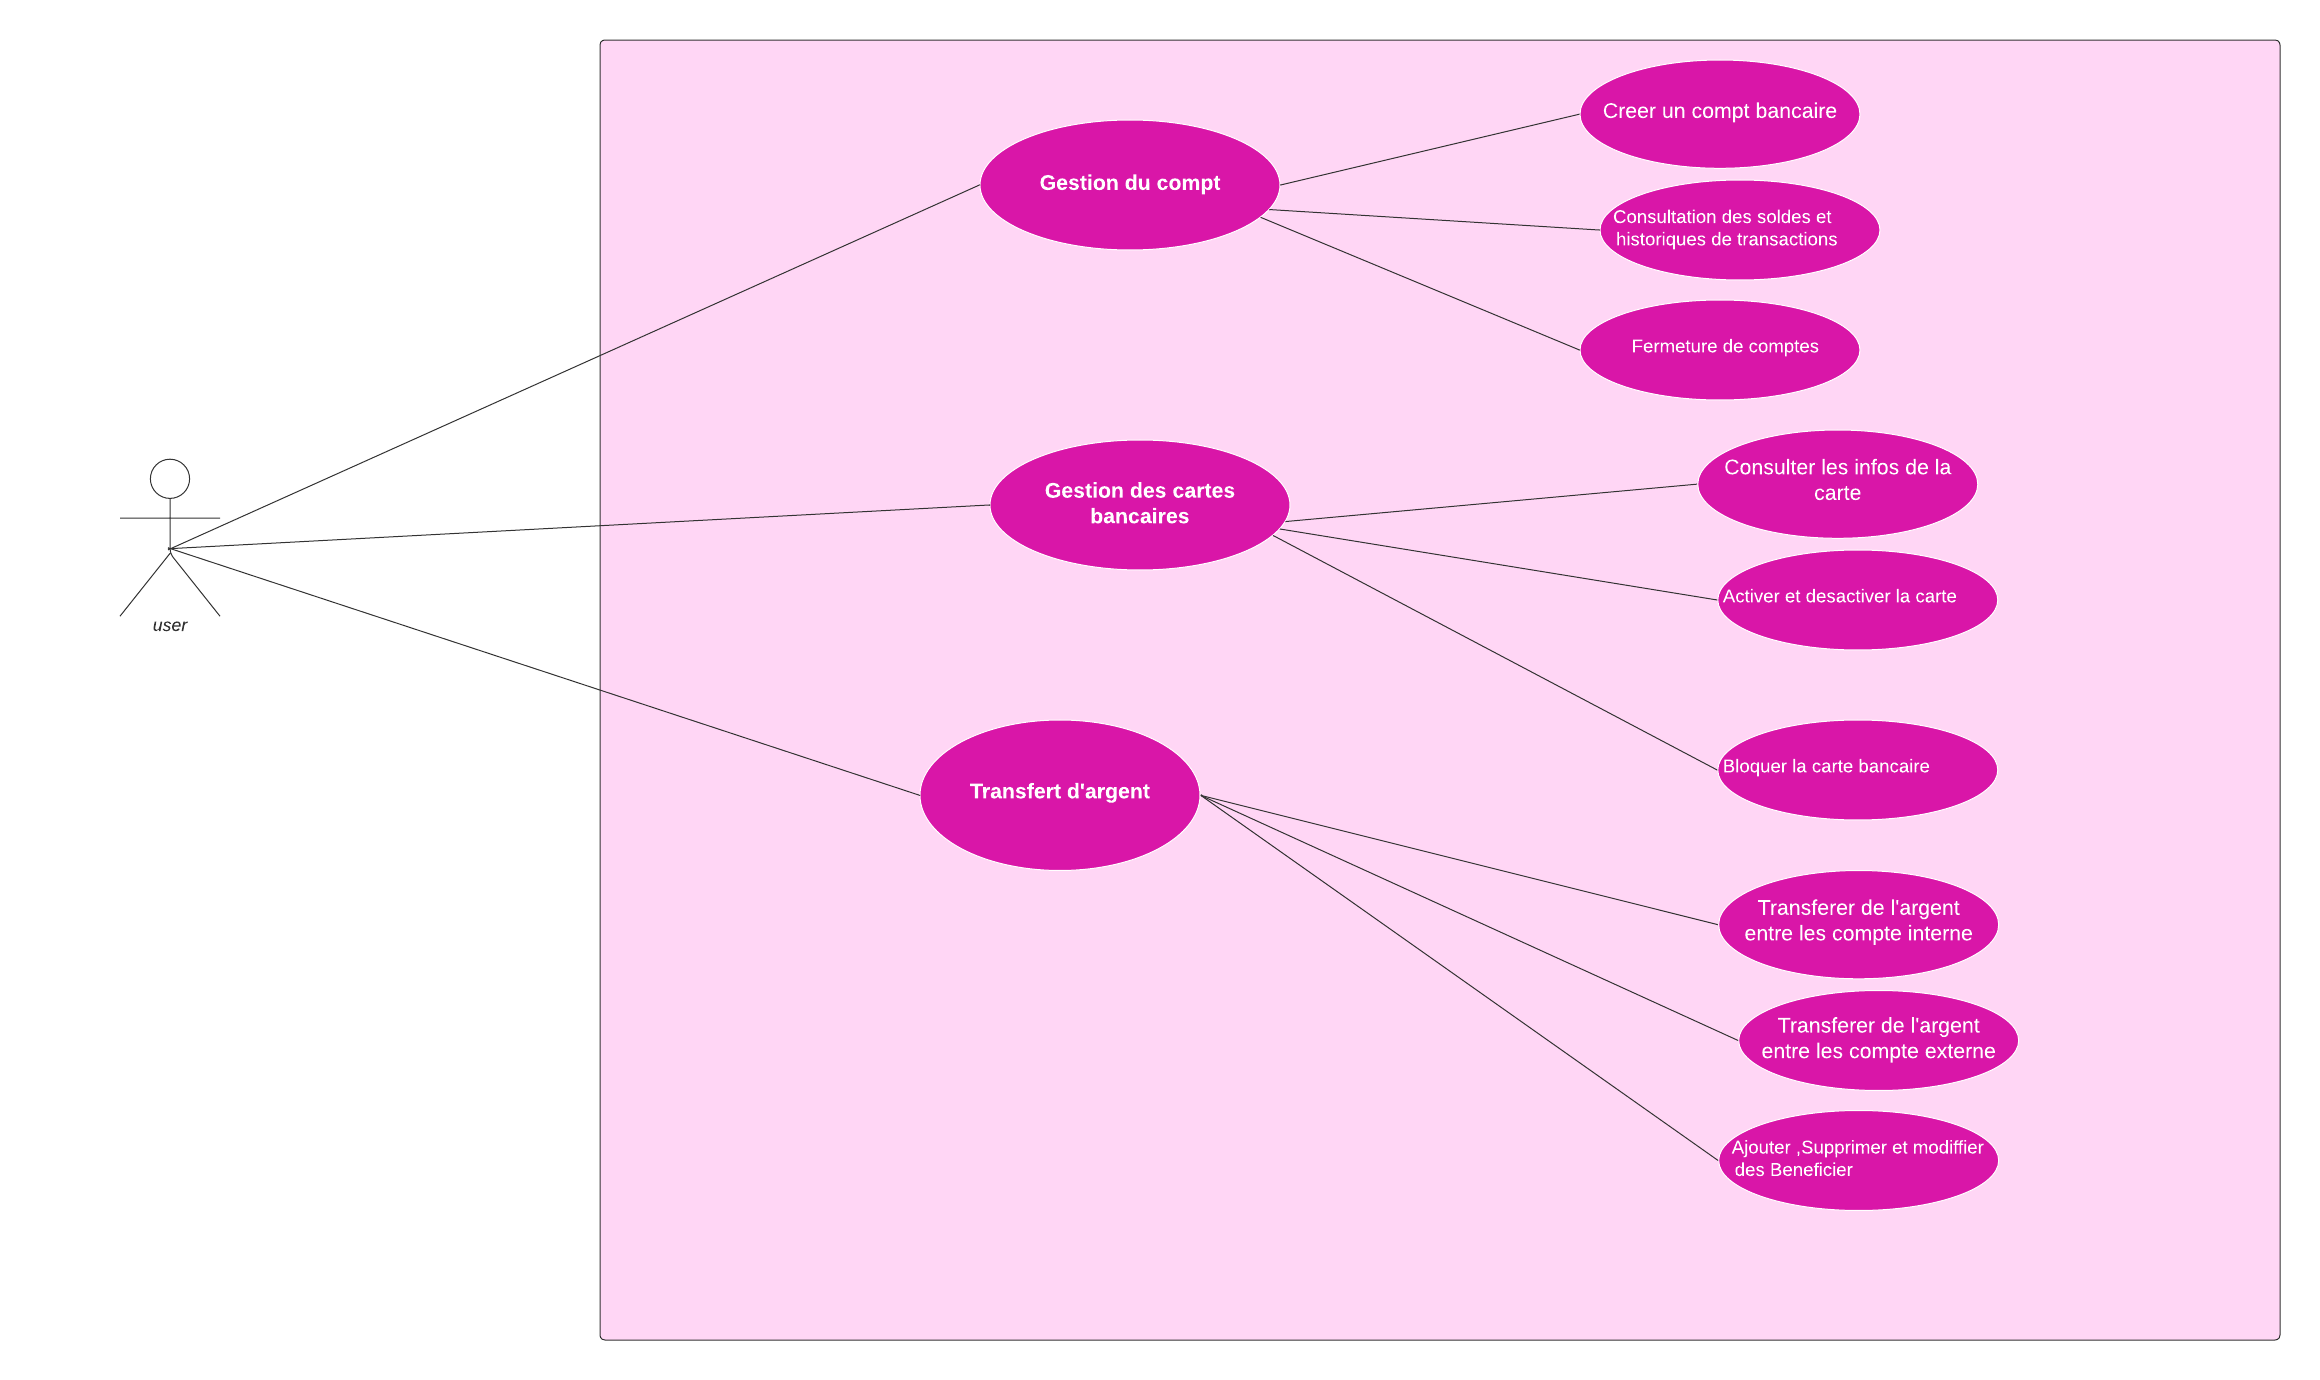 Creer un compt bancaire
Gestion du compt
Consultation des soldes et
historiques de transactions
Fermeture de comptes
Consulter les infos de la
carte
Gestion des cartes
bancaires
Activer et desactiver la carte
user
Bloquer la carte bancaire
Transfert d'argent
Transferer de l'argent
entre les compte interne
Transferer de l'argent
entre les compte externe
Ajouter ,Supprimer et modiffier
des Beneficier